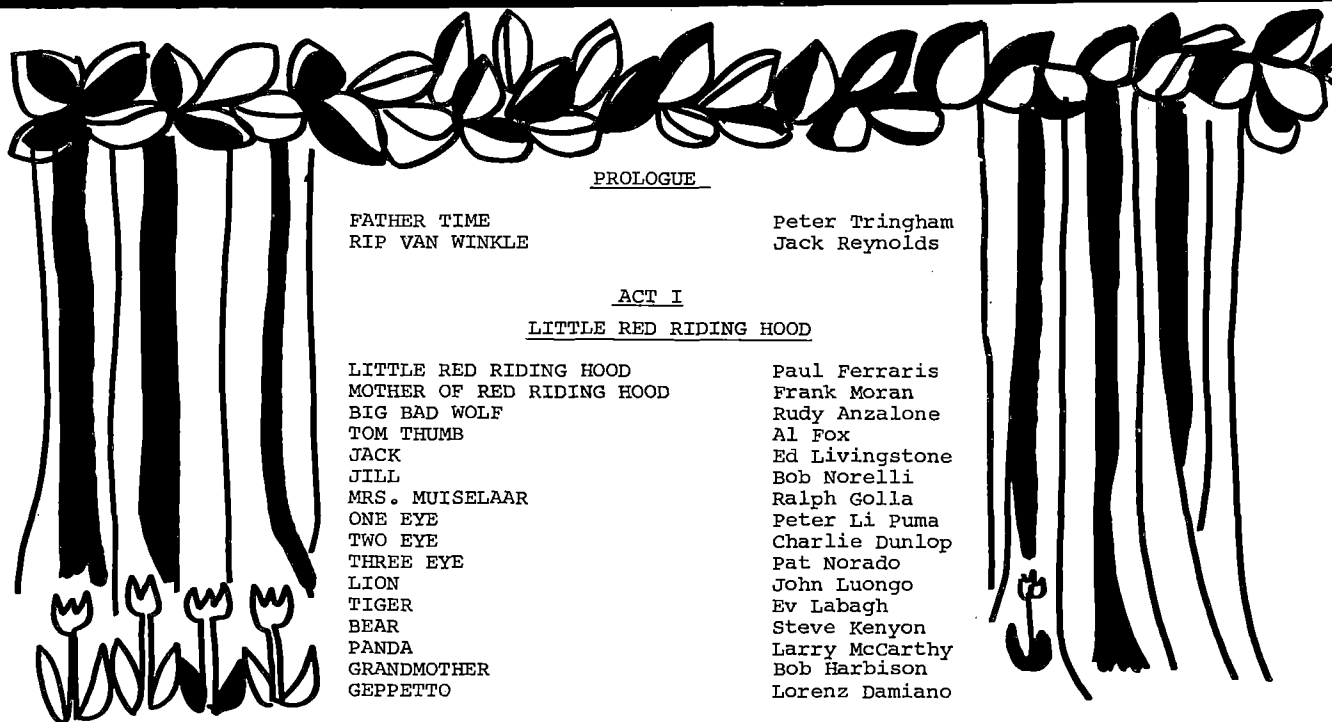 PROLOGUE
FATHER TIME Peter Tringham
RIP VAN WINKLE Jack Reynolds
ACT I
LITTLE RED RIDING HOOD
LITTLE RED RIDING HOOD Paul Ferraris
MOTHER OF RED RIDING HOOD Frank Moran
BIG BAD WOLF Rudy Anzalone
TOM THUMB Al Fox
JACK Ed Livingstone
JILL Bob Norelli
MRS. MUISELAAR Ralph Golla
ONE EYE Peter Li Puma
TWO EYE Charlie Dunlop
THREE EYE Pat Norado
LION John Luongo
TIGER Ev Labagh
BEAR Steve Kenyon
PANDA Larry McCarthy
GRANDMOTHER Bob Harbison
GEPPETTO Lorenz Damiano